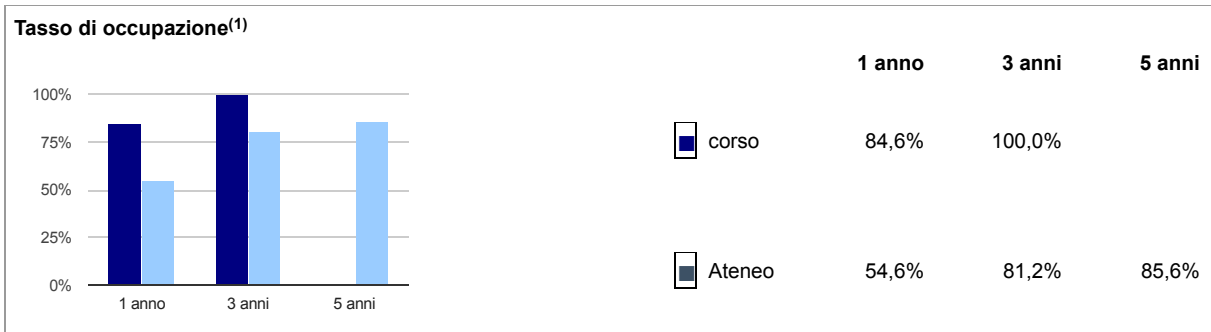 Tasso di occupazione(1)
1 anno 3 anni 5 anni
100%
75%
50%
25%
0%
1 anno 3 anni 5 anni
corso 84,6% 100,0%
Ateneo 54,6% 81,2% 85,6%